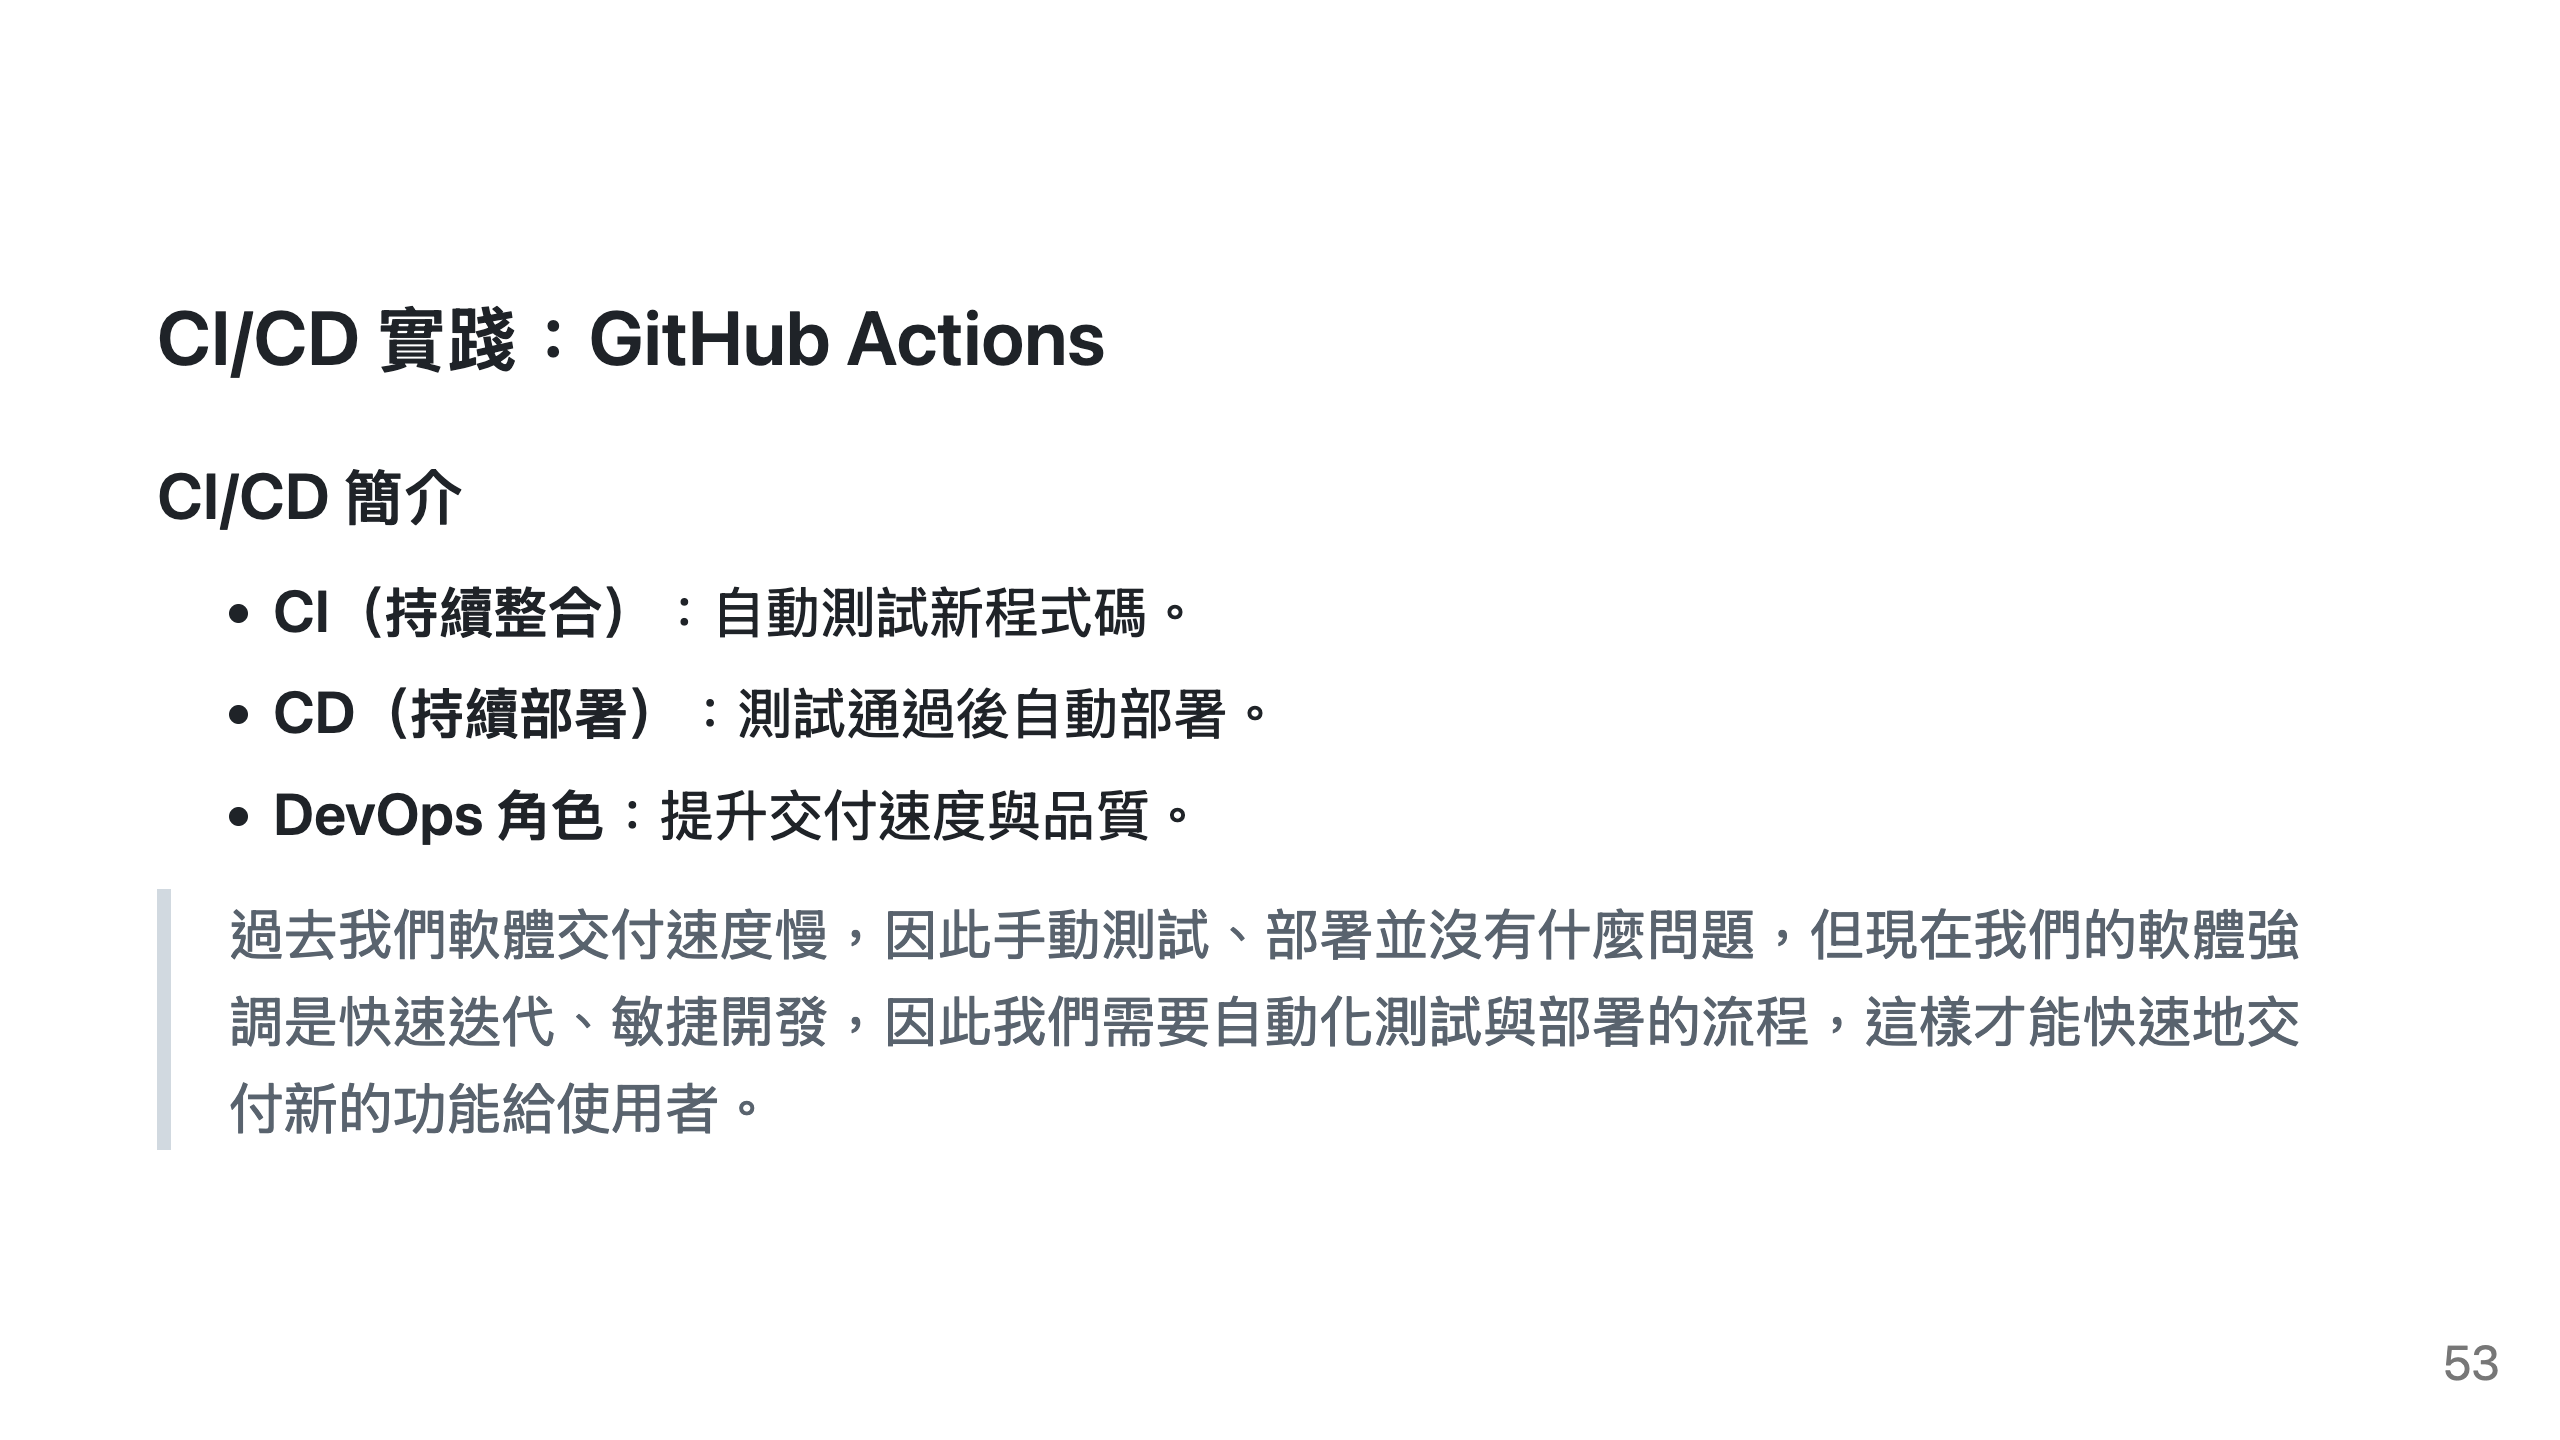 CI/CD 實踐：GitHub Actions
CI/CD 簡介
• CI（持續整合）：自動測試新程式碼。
• CD（持續部署）：測試通過後自動部署。
• DevOps 角色：提升交付速度與品質。
過去我們軟體交付速度慢，因此手動測試、部署並沒有什麼問題，但現在我們的軟體強
調是快速迭代、敏捷開發，因此我們需要自動化測試與部署的流程，這樣才能快速地交
付新的功能給使用者。
53